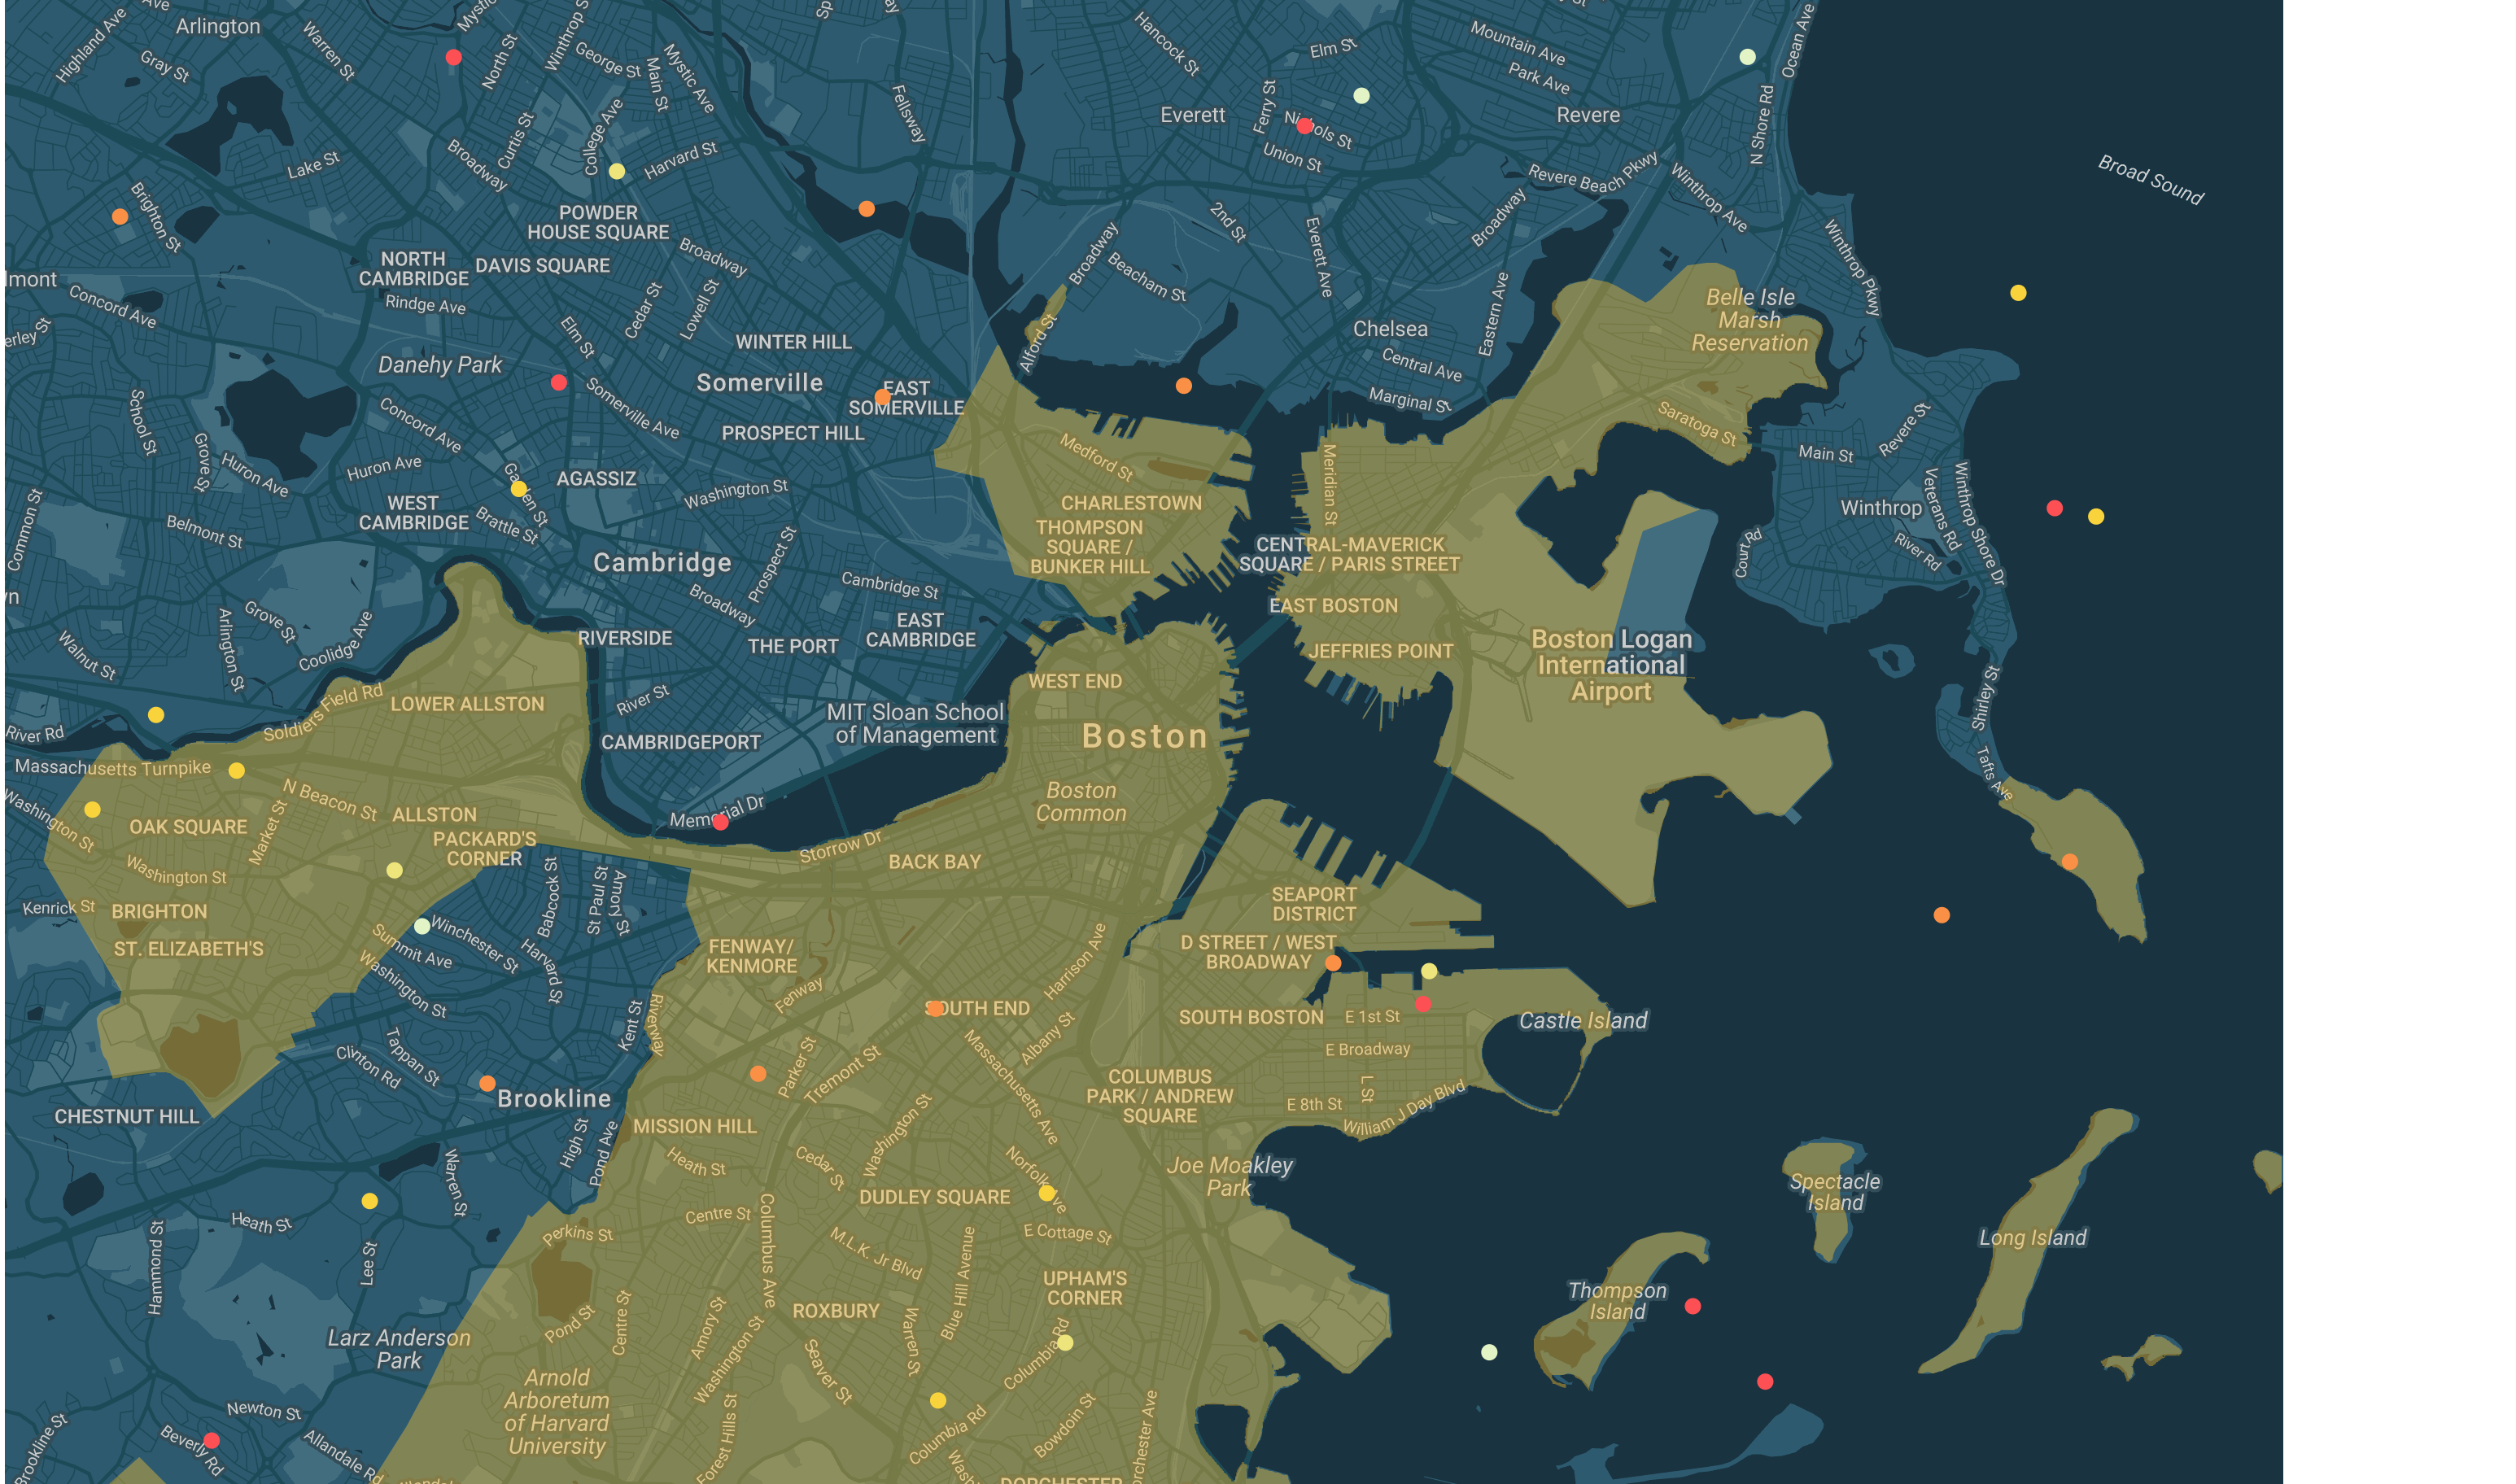 Arlington
Highland Ave
Gray St
Warren St
North St
Winthrop S
George St
Main St
Mystic Ave
Fellsway
Hancock St
Elm St
Mountain Ave
Park Ave
Ocean Ave
Everett
Ferry St
Nichols St
Union St
Revere
N Shore Rd
Broad Sound
Lake St
Broadway
Curtis St
College Ave
Harvard St
Revere Beach Pkwy
Winthrop Ave
Brighton St
POWDER
HOUSE SQUARE
2nd St
Everett Ave
Broadway
Winthrop Pkwy
NORTH
CAMBRIDGE
DAVIS SQUARE
Broadway
Broadway
Beacham St
lmont
Concord Ave
Rindge Ave
Cedar St
Lowell St
Eastern Ave
Belle Isle
Marsh
Reservation
erley St
Elm St
WINTER HILL
Alford St
Chelsea
Danehy Park
Somerville
Central Ave
School St
Concord Ave
Somerville Ave
EAST
SOMERVILLE
Marginal St
Saratoga St
Revere St
PROSPECT HILL
Medford St
Meridian St
Main St
Grove St
Huron Ave
Huron Ave
Garden St
AGASSIZ
Washington St
Veterans Rd
Winthrop Shore Dr
Common St
Belmont St
WEST
CAMBRIDGE
Brattle St
CHARLESTOWN
Winthrop
THOMPSON
SQUARE /
BUNKER HILL
CENTRAL-MAVERICK
SQUARE / PARIS STREET
Court Rd
River Rd
Cambridge
Prospect St
Cambridge St
Broadway
EAST BOSTON
Grove St
Arlington St
Coolidge Ave
Walnut St
RIVERSIDE
THE PORT
EAST
CAMBRIDGE
JEFFRIES POINT
Boston Logan
International
Airport
WEST END
Shirley St
Soldiers Field Rd
LOWER ALLSTON
River St
MIT Sloan School
of Management
Boston
River Rd
CAMBRIDGEPORT
Massachusetts Turnpike
Tafts Ave
Boston
Common
N Beacon St
Washington St
OAK SQUARE
Market St
ALLSTON
PACKARD'S
CORNER
Memorial Dr
Storrow Dr
BACK BAY
Washington St
Babcock St
St Paul St
Amory St
SEAPORT
DISTRICT
Kenrick St
BRIGHTON
ST. ELIZABETH'S
Winchester St
Summit Ave
Harvard St
FENWAY/
KENMORE
Harrison Ave
D STREET / WEST
BROADWAY
Washington St
Fenway
Riverway
SOUTH END
SOUTH BOSTON
E 1st St
Castle Island
Kent St
Albany St
E Broadway
Clinton Rd
Tappan St
Parker St
Tremont St
Massachusetts Ave
Brookline
COLUMBUS
PARK / ANDREW
SQUARE
L St
E 8th St
William J Day Blvd
CHESTNUT HILL
MISSION HILL
Washington St
High St
Pond Ave
Heath St
Cedar St
Norfolk Ave
Joe Moakley
Park
Warren St
Spectacle
Island
DUDLEY SQUARE
Heath St
Hammond St
Lee St
Perkins St
Centre St
Columbus Ave
M.L.K. Jr Blvd
Blue Hill Avenue
E Cottage St
Long Island
UPHAM'S
CORNER
Thompson
Island
ROXBURY
Pond St
Centre St
Amory St
Washington St
Warren St
Seaver St
Columbia Rd
Larz Anderson
Park
Arnold
Arboretum
of Harvard
University
Newton St
Beverly Rd
Brookline St
Allandale Rd
Forest Hills St
Columbia Rd
Bowdoin St
orchester Ave
DORCHESTER